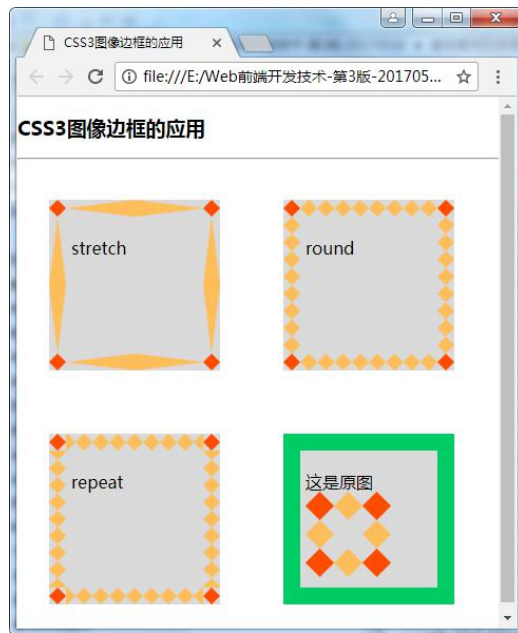 CSS3图像边框的应用
file:///E:/Web前端开发技术-第3版-201705...
CSS3图像边框的应用
stretch
round
repeat
这是原图